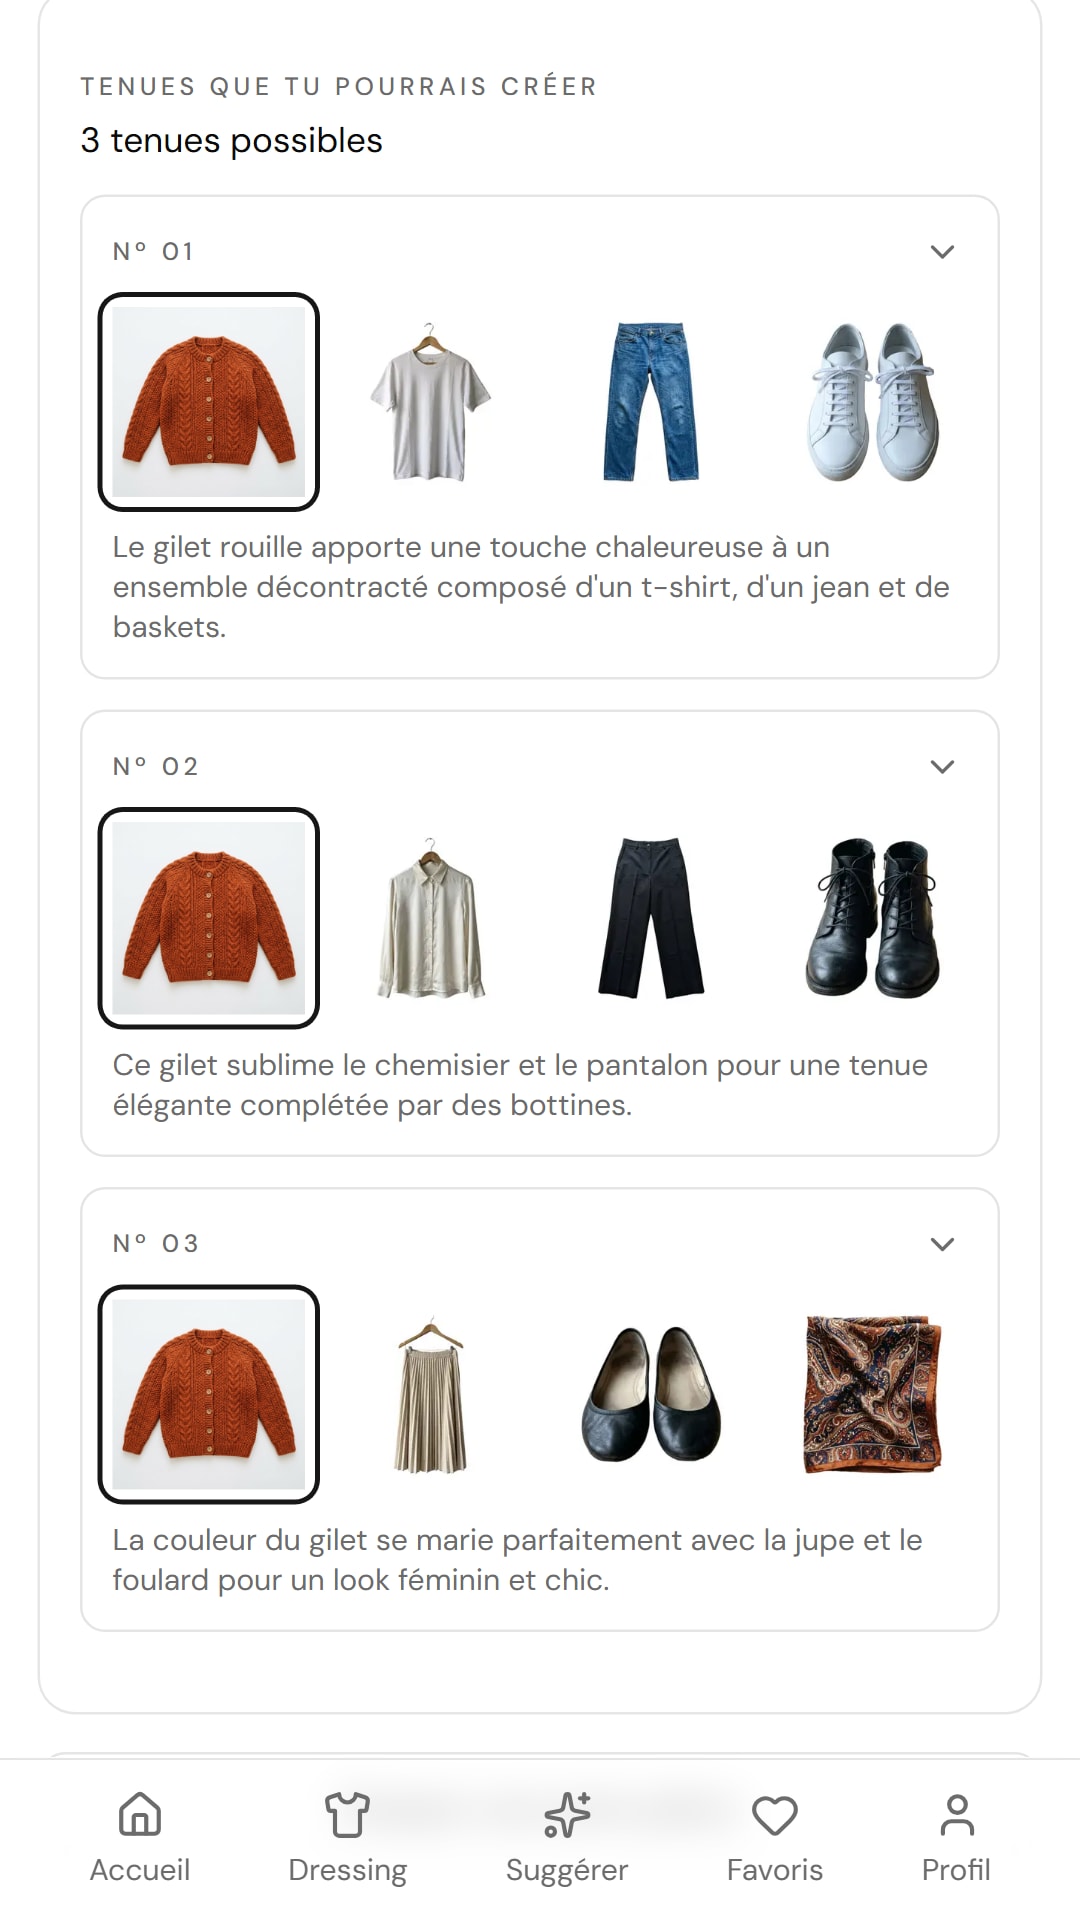 TENUES QUE TU POURRAIS CRÉER
3 tenues possibles
Nº 01
Le gilet rouille apporte une touche chaleureuse à un
ensemble décontracté composé d'un t-shirt, d'un jean et de
baskets.
Nº 02
Ce gilet sublime le chemisier et le pantalon pour une tenue
élégante complétée par des bottines.
Nº 03
La couleur du gilet se marie parfaitement avec la jupe et le
foulard pour un look féminin et chic.
Accueil
Dressing
Suggérer
Favoris
Profil